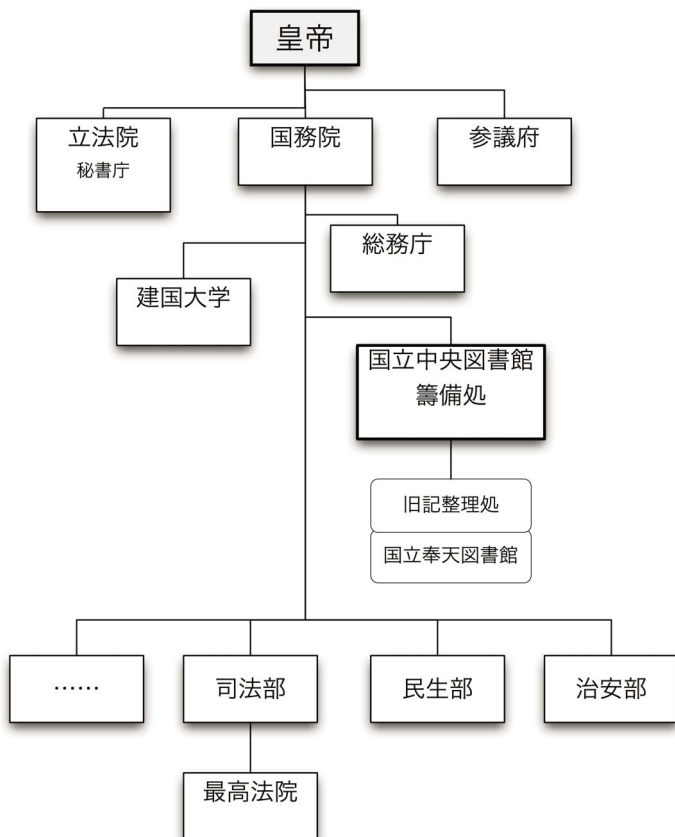 皇帝
立法院
秘書庁
国務院
参議府
総務庁
建国大学
国立中央図書館
籌備処
旧記整理処
国立奉天図書館
……
司法部
民生部
治安部
最高法院